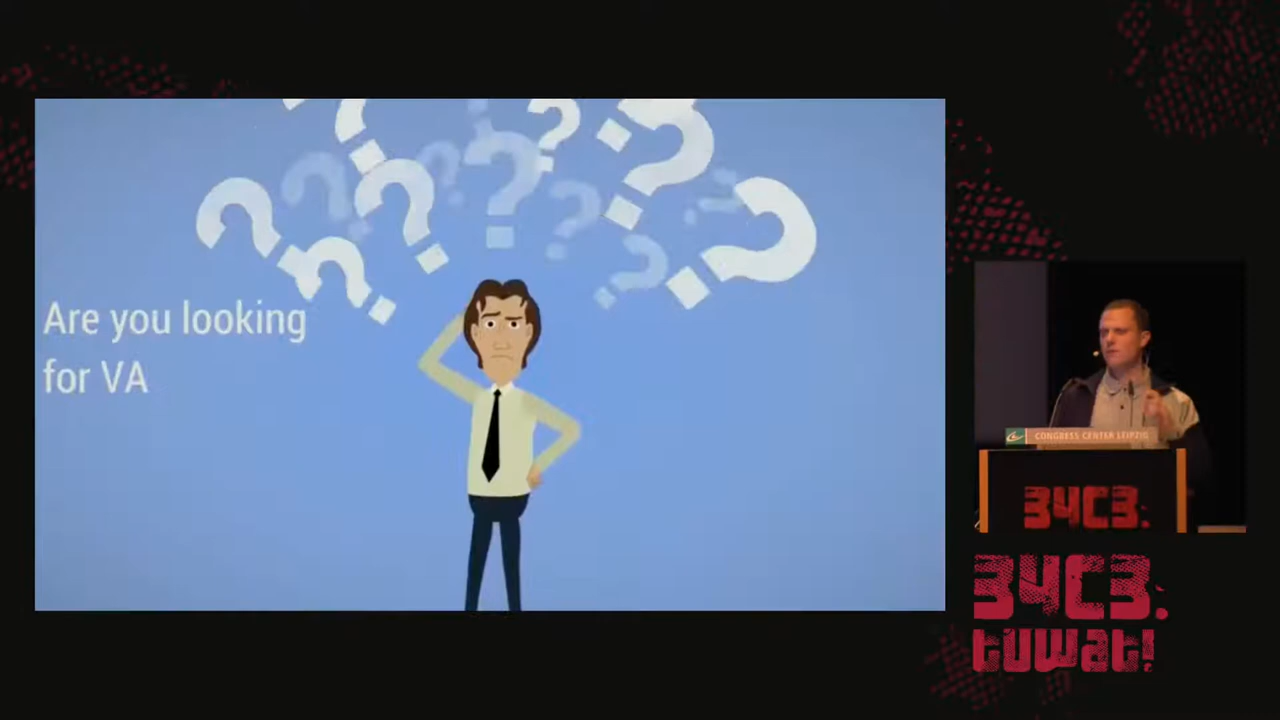 Are you looking
for VA
CONGRESS CENTER LEIPZIG
34C3:
34C3:
tuwat!